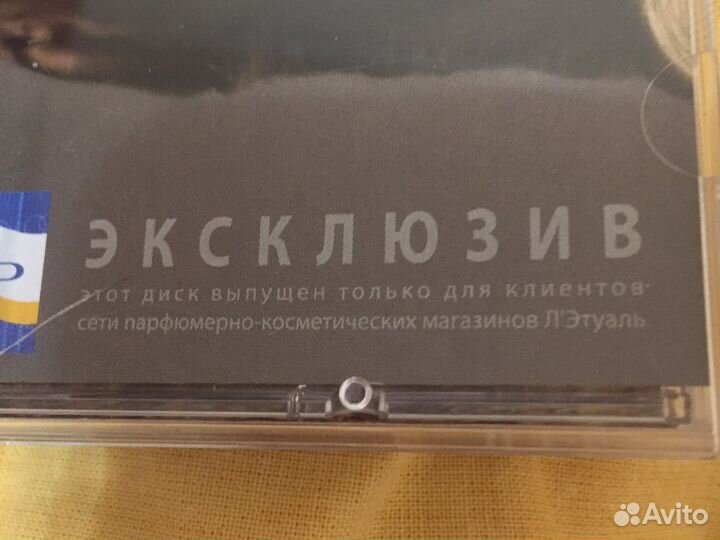 ЭКСКЛЮЗИВ
этот диск выпущен только для клиентов
сети парфюмерно-косметических магазинов Л'Этуаль
Avito